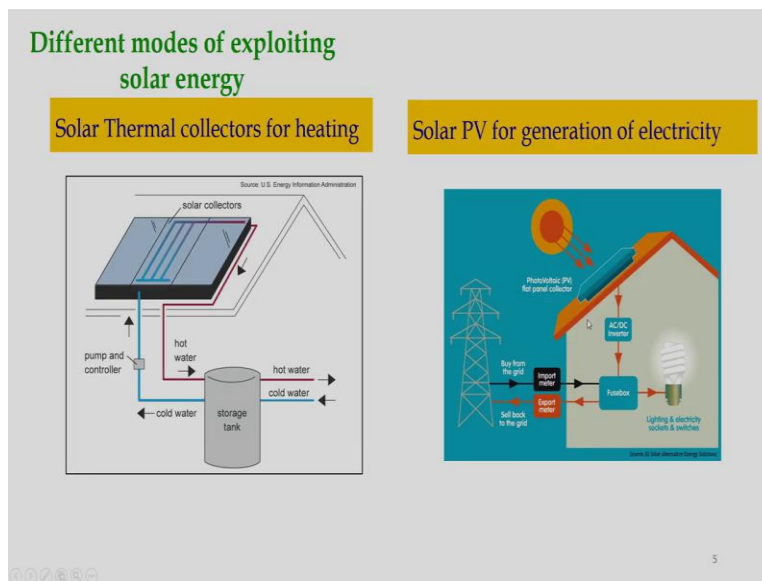 Different modes of exploiting
solar energy
Solar Thermal collectors for heating
Solar PV for generation of electricity
Source: U.S. Energy Information Administration
solar collectors
pump and
controller
hot
water
hot water
cold water
cold water
storage
tank
PhotoVoltaic (PV)
flat panel collector
AC/DC
Inverter
Buy from
the grid
Import
meter
Export
meter
Sell back
to the grid
Fusebox
Lighting & electricity
sockets & switches
5